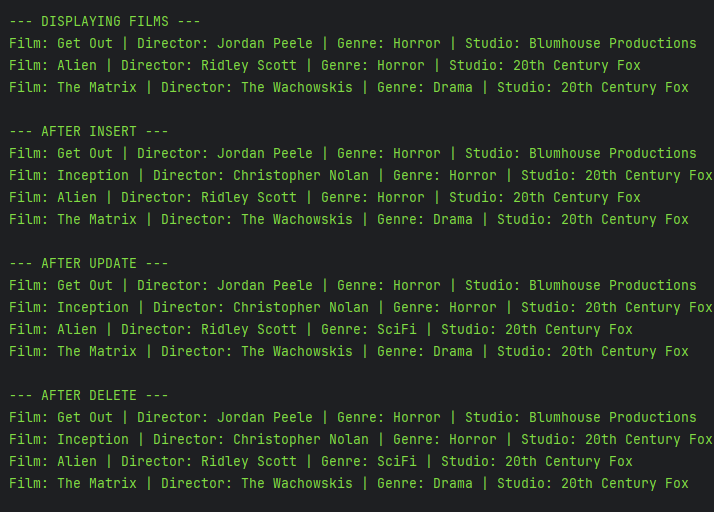 --- DISPLAYING FILMS ---
Film: Get Out | Director: Jordan Peele | Genre: Horror | Studio: Blumhouse Productions
Film: Alien | Director: Ridley Scott | Genre: Horror | Studio: 20th Century Fox
Film: The Matrix | Director: The Wachowskis | Genre: Drama | Studio: 20th Century Fox
--- AFTER INSERT ---
Film: Get Out | Director: Jordan Peele | Genre: Horror | Studio: Blumhouse Productions
Film: Inception | Director: Christopher Nolan | Genre: Horror | Studio: 20th Century Fox
Film: Alien | Director: Ridley Scott | Genre: Horror | Studio: 20th Century Fox
Film: The Matrix | Director: The Wachowskis | Genre: Drama | Studio: 20th Century Fox
--- AFTER UPDATE ---
Film: Get Out | Director: Jordan Peele | Genre: Horror | Studio: Blumhouse Productions
Film: Inception | Director: Christopher Nolan | Genre: Horror | Studio: 20th Century Fox
Film: Alien | Director: Ridley Scott | Genre: SciFi | Studio: 20th Century Fox
Film: The Matrix | Director: The Wachowskis | Genre: Drama | Studio: 20th Century Fox
--- AFTER DELETE ---
Film: Get Out | Director: Jordan Peele | Genre: Horror | Studio: Blumhouse Productions
Film: Inception | Director: Christopher Nolan | Genre: Horror | Studio: 20th Century Fox
Film: Alien | Director: Ridley Scott | Genre: SciFi | Studio: 20th Century Fox
Film: The Matrix | Director: The Wachowskis | Genre: Drama | Studio: 20th Century Fox